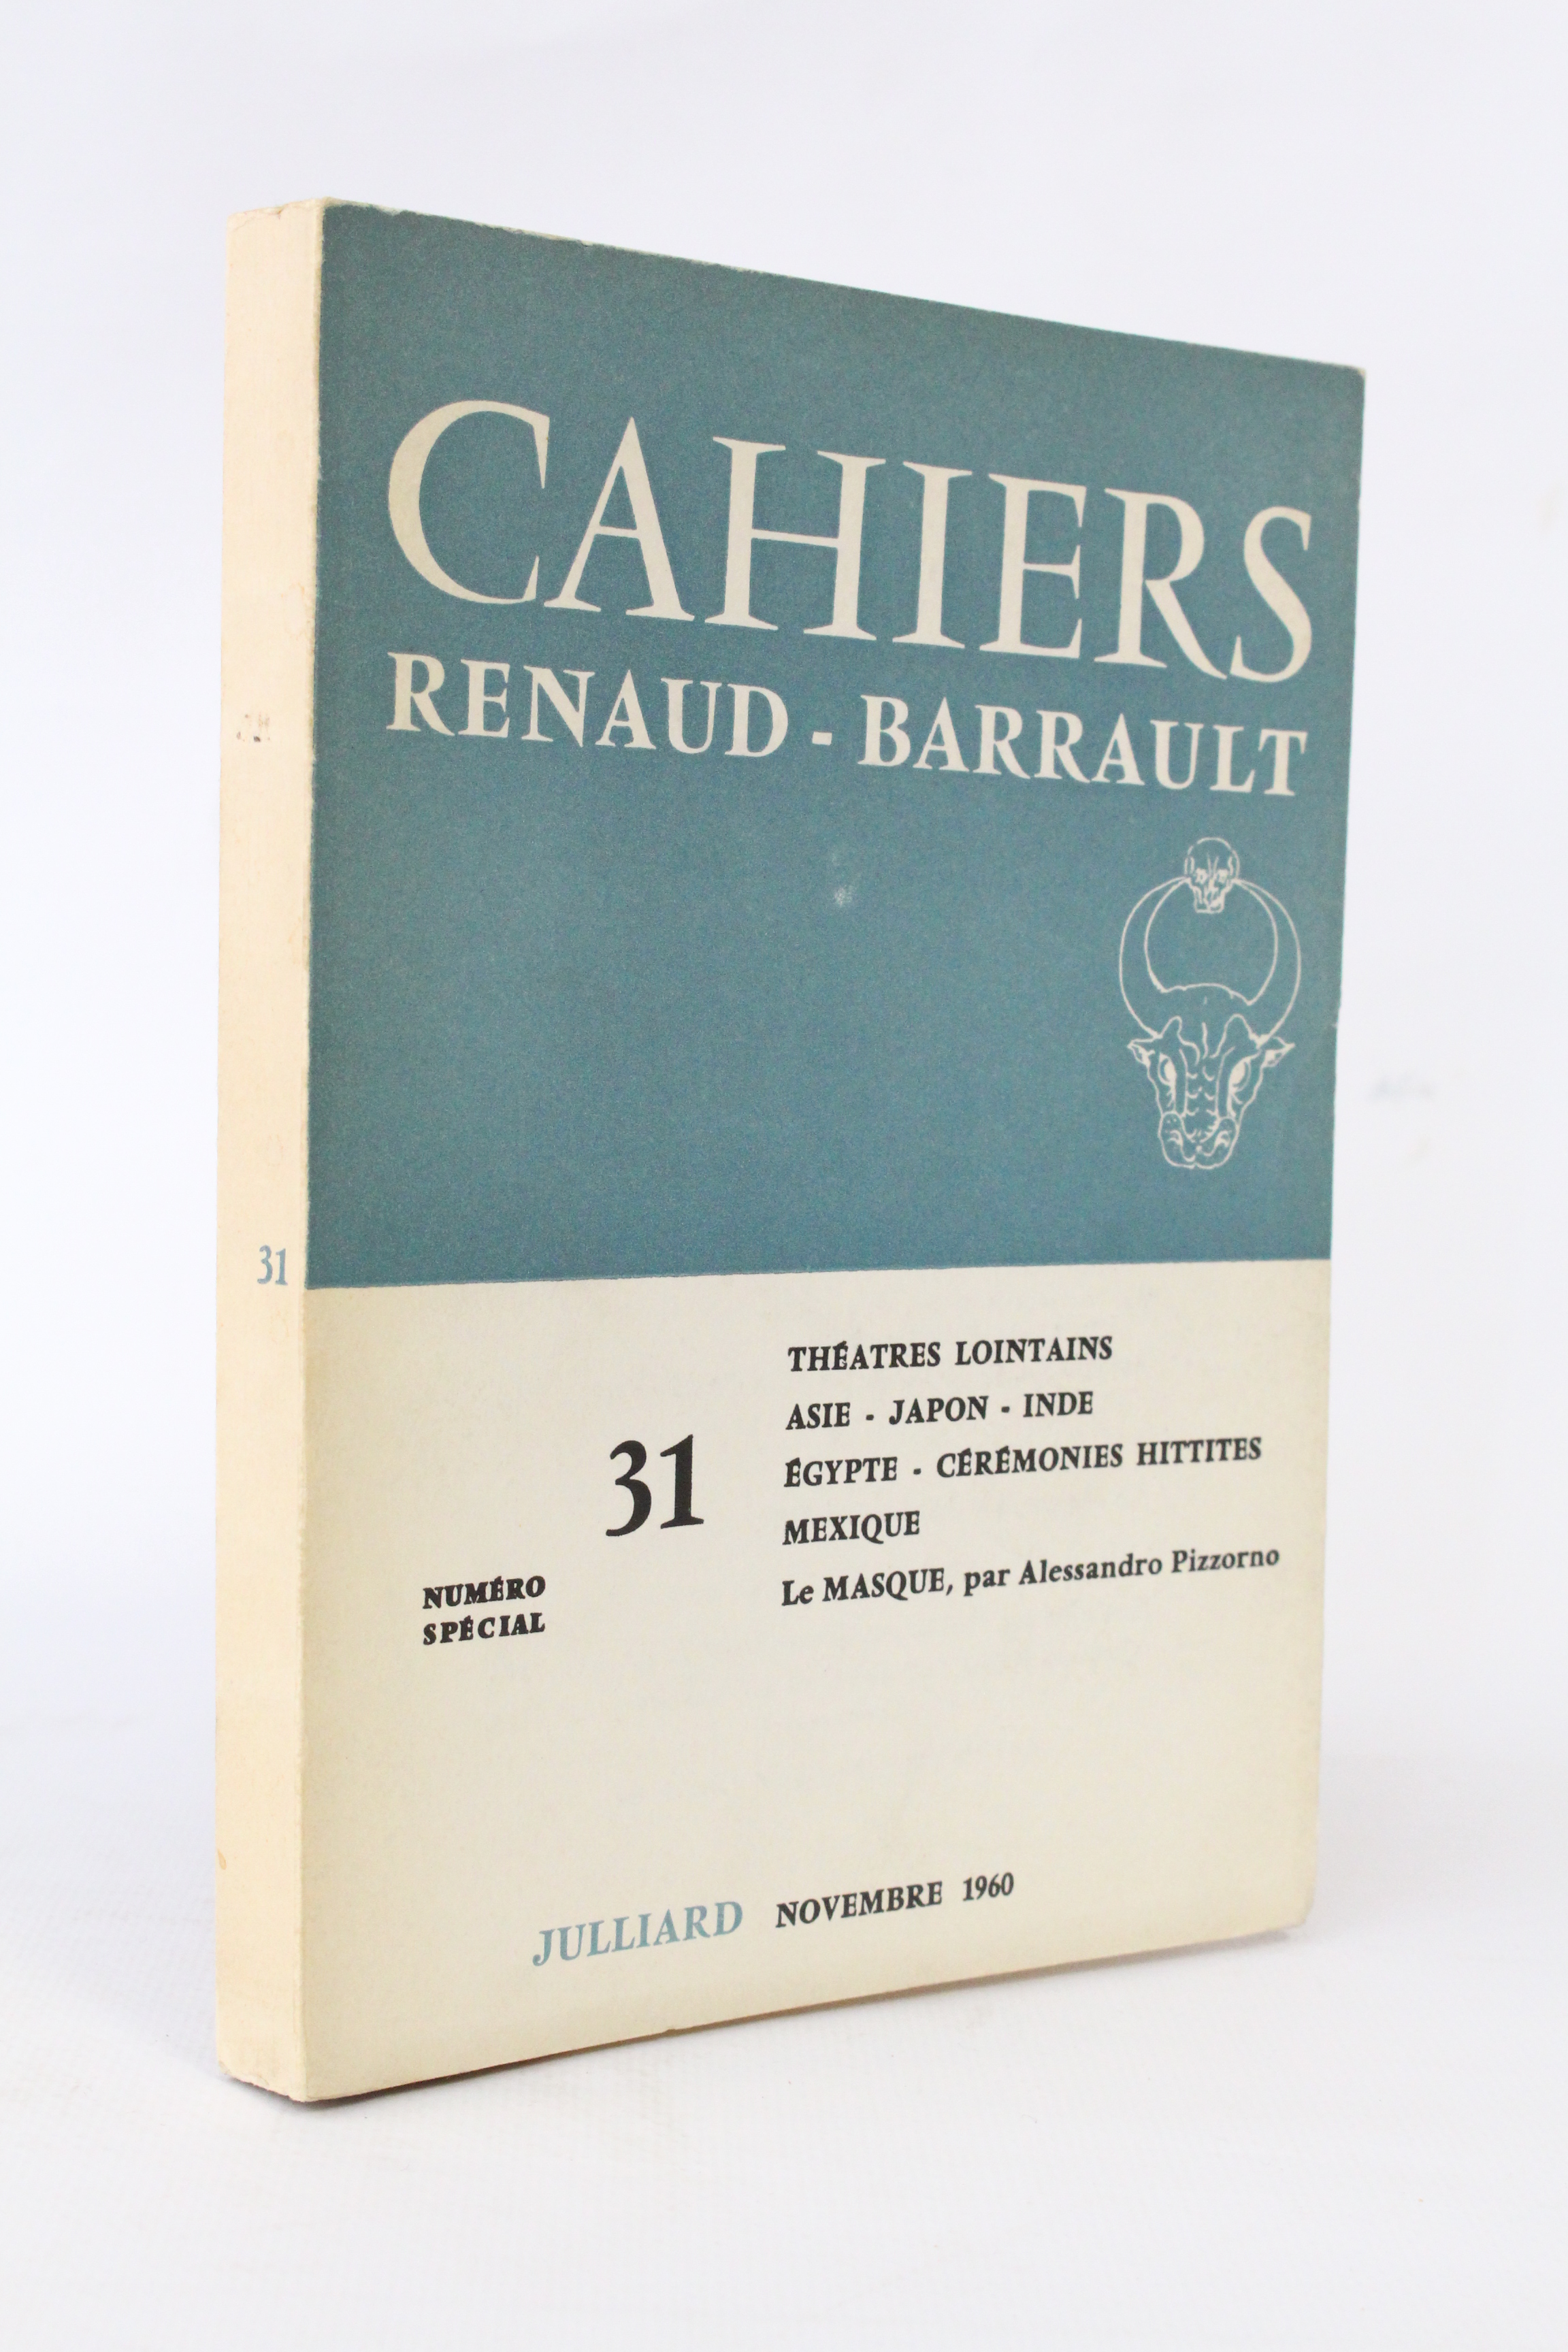 CAHIERS
RENAUD - BARRAULT
31
31
NUMÉRO
SPÉCIAL
THÉATRES LOINTAINS
ASIE - JAPON - INDE
ÉGYPTE - CÉRÉMONIES HITTITES
MEXIQUE
Le MASQUE, par Alessandro Pizzorno
JULLIARD NOVEMBRE 1960